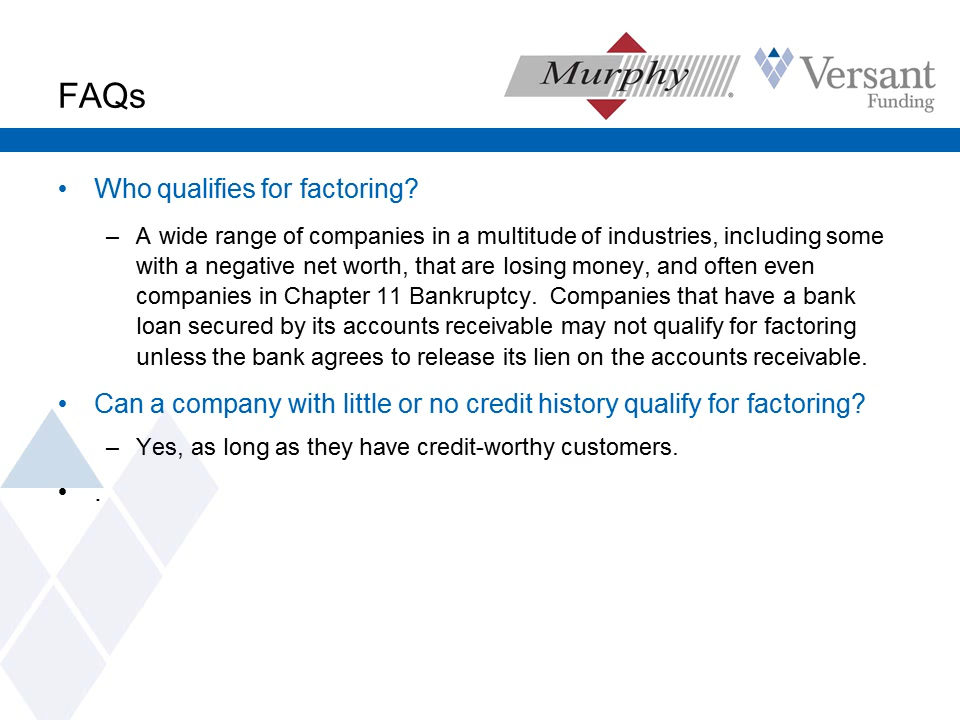 FAQs
Murphy
®
Versant
Funding
• Who qualifies for factoring?
– A wide range of companies in a multitude of industries, including some
with a negative net worth, that are losing money, and often even
companies in Chapter 11 Bankruptcy.  Companies that have a bank
loan secured by its accounts receivable may not qualify for factoring
unless the bank agrees to release its lien on the accounts receivable.
• Can a company with little or no credit history qualify for factoring?
– Yes, as long as they have credit-worthy customers.
• .